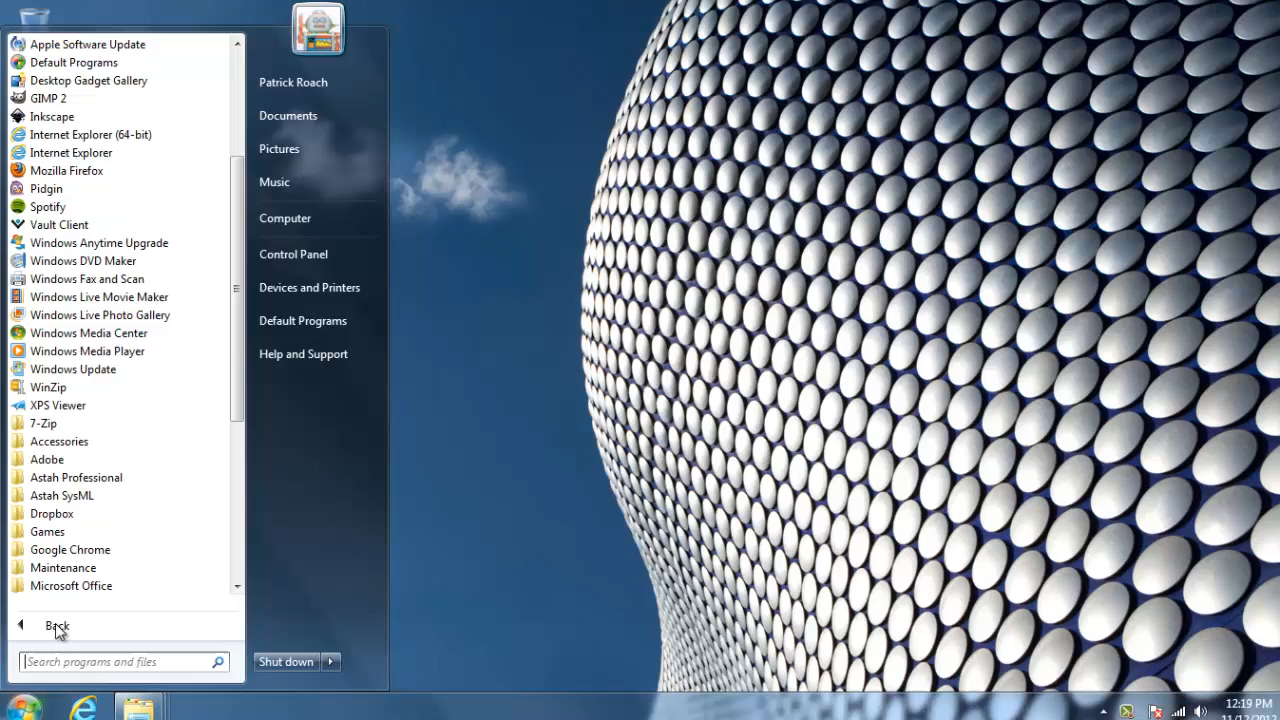 Apple Software Update
Default Programs
Desktop Gadget Gallery
GIMP 2
Inkscape
Internet Explorer (64-bit)
Internet Explorer
Mozilla Firefox
Pidgin
Spotify
Vault Client
Windows Anytime Upgrade
Windows DVD Maker
Windows Fax and Scan
Windows Live Movie Maker
Windows Live Photo Gallery
Windows Media Center
Windows Media Player
Windows Update
WinZip
XPS Viewer
7-Zip
Accessories
Adobe
Astah Professional
Astah SysML
Dropbox
Games
Google Chrome
Maintenance
Microsoft Office
Back
Search programs and files
Patrick Roach
Documents
Pictures
Music
Computer
Control Panel
Devices and Printers
Default Programs
Help and Support
Shut down
12:19 PM